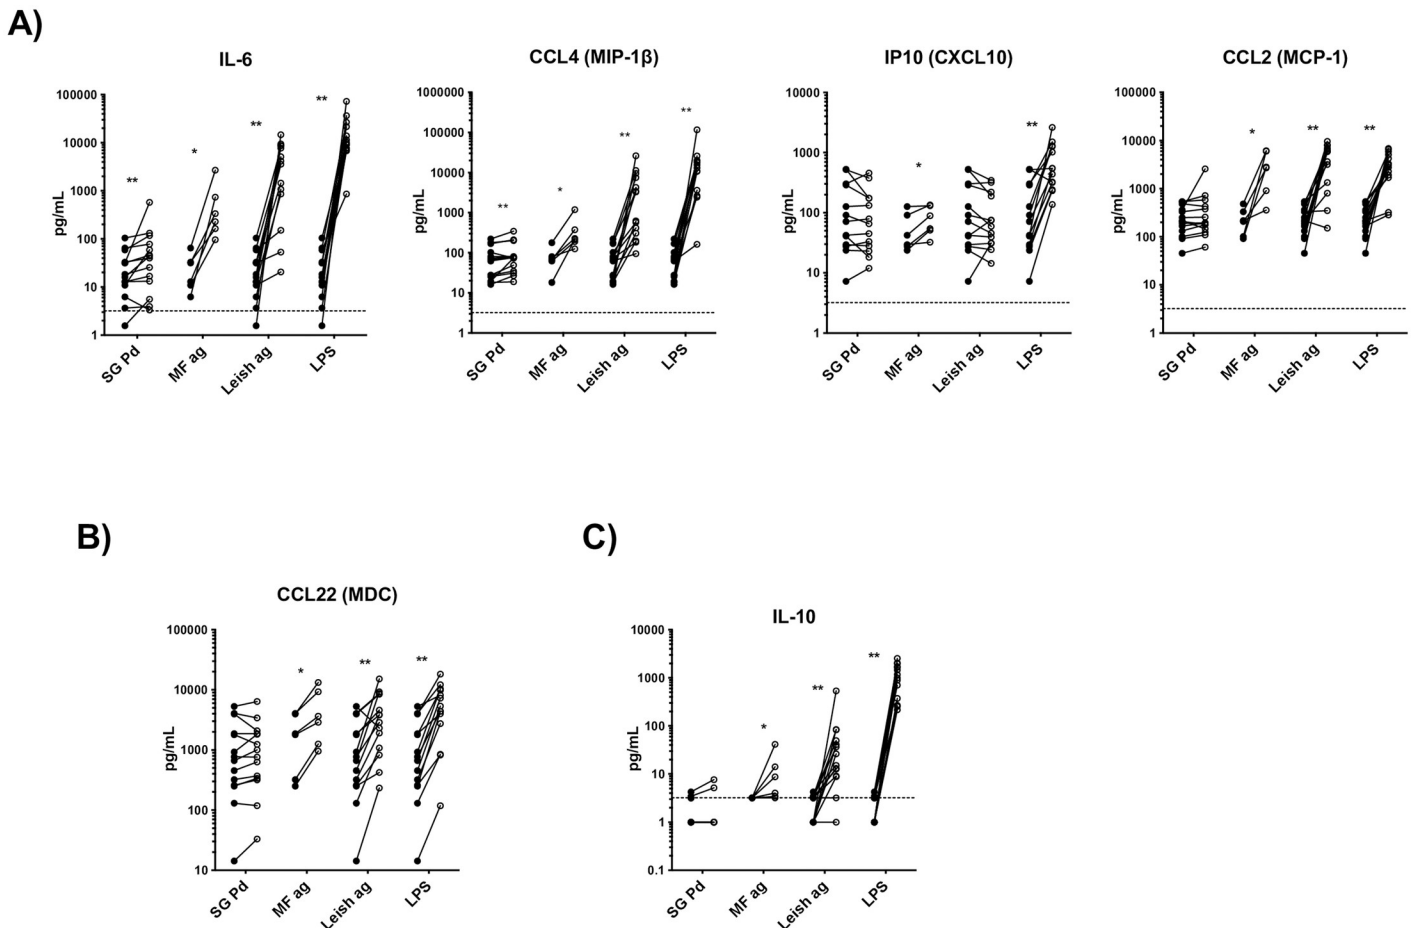 A)
IL-6
CCL4 (MIP-1β)
IP10 (CXCL10)
CCL2 (MCP-1)
pg/mL
100000
10000
1000
100
10
1
**
*
**
**
SG Pd
MF ag
Leish ag
LPS
pg/mL
1000000
100000
10000
1000
100
10
1
**
*
**
**
SG Pd
MF ag
Leish ag
LPS
pg/mL
10000
1000
100
10
1
*
**
SG Pd
MF ag
Leish ag
LPS
pg/mL
100000
10000
1000
100
10
1
*
**
**
SG Pd
MF ag
Leish ag
LPS
B)
CCL22 (MDC)
pg/mL
100000
10000
1000
100
10
*
**
**
SG Pd
MF ag
Leish ag
LPS
C)
IL-10
pg/mL
10000
1000
100
10
1
0.1
*
**
**
SG Pd
MF ag
Leish ag
LPS